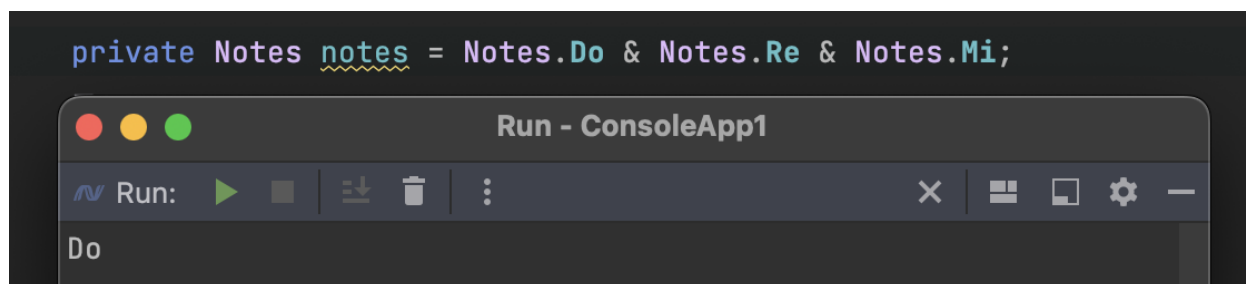 private Notes notes = Notes.Do & Notes.Re & Notes.Mi;
Run - ConsoleApp1
Run:
Do